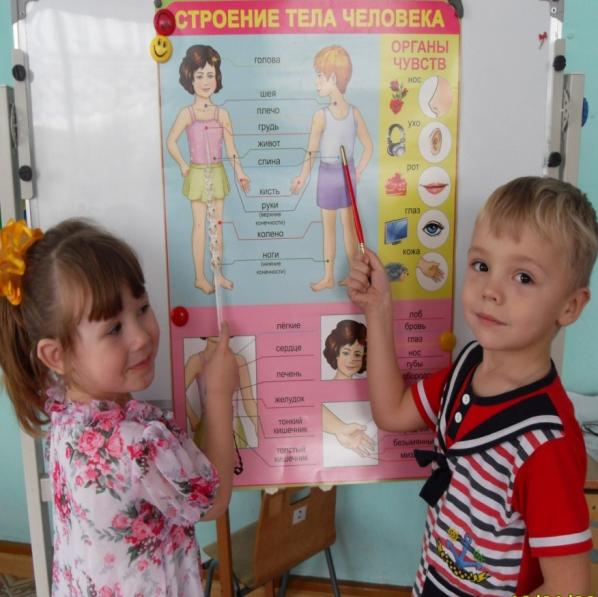 СТРОЕНИЕ ТЕЛА ЧЕЛОВЕКА
ОРГАНЫ
ЧУВСТВ
голова
шея
плечо
грудь
живот
спина
кисть
руки
(верхние
конечности)
колено
ноги
(нижние
конечности)
нос
ухо
рот
глаз
кожа
лёгкие
сердце
печень
желудок
тонкий
кишечник
толстый
кишечник
лоб
бровь
глаз
нос
губы